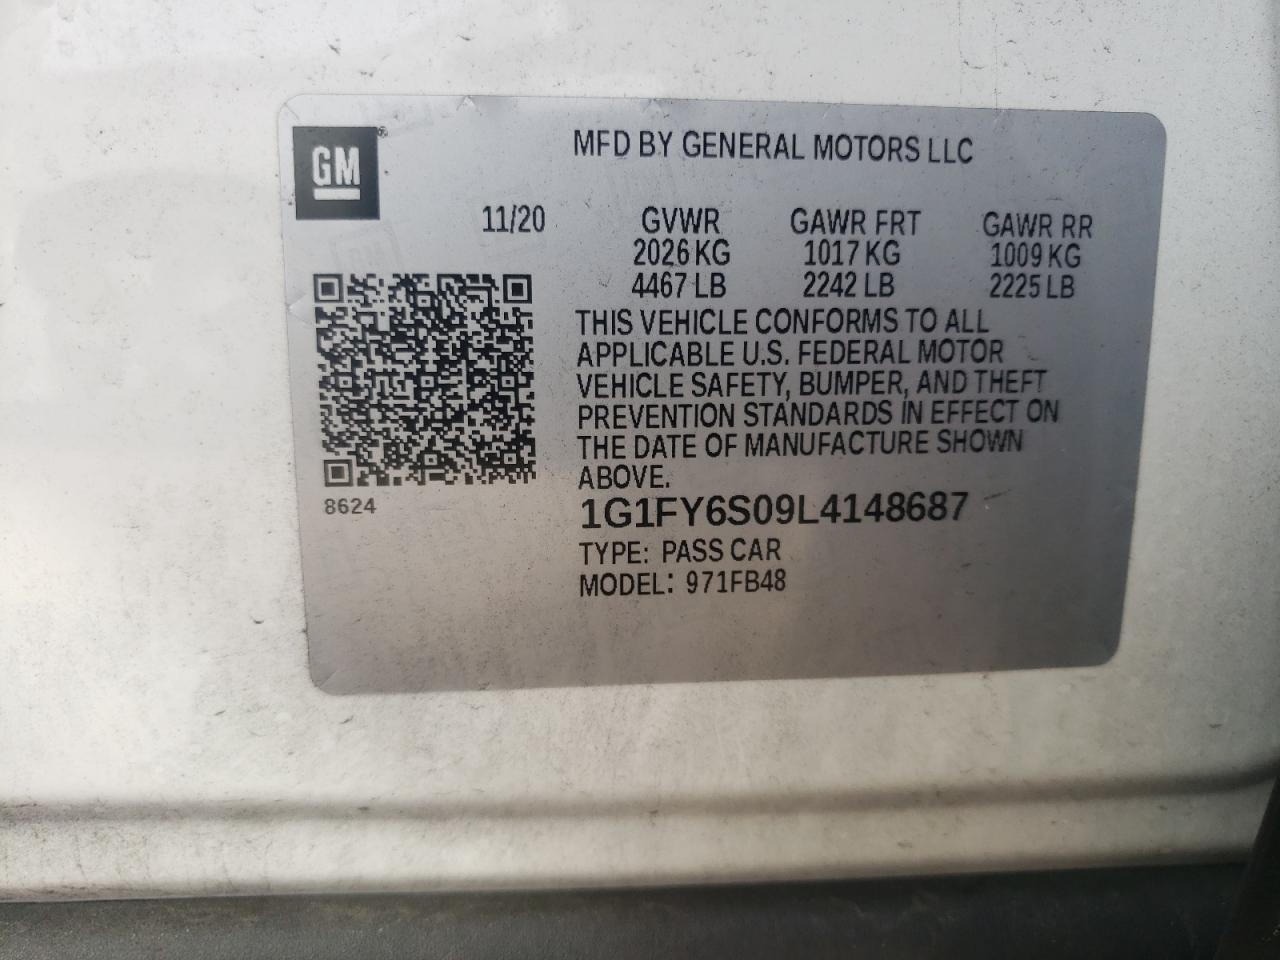 GM
MFD BY GENERAL MOTORS LLC
11/20 GVWR GAWR FRT GAWR RR
2026 KG 1017 KG 1009 KG
4467 LB 2242 LB 2225 LB
THIS VEHICLE CONFORMS TO ALL
APPLICABLE U.S. FEDERAL MOTOR
VEHICLE SAFETY, BUMPER, AND THEFT
PREVENTION STANDARDS IN EFFECT ON
THE DATE OF MANUFACTURE SHOWN
ABOVE.
8624
1G1FY6S09L4148687
TYPE: PASS CAR
MODEL: 971FB48